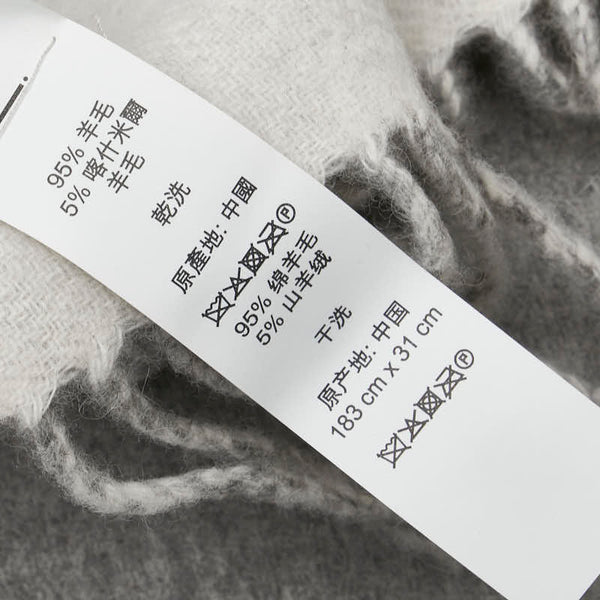 95% 羊毛
5% 喀什米爾
羊毛
乾洗
原產地: 中國
P
95% 绵羊毛
5% 山羊绒
干洗
原产地: 中国
183 cm x 31 cm
P